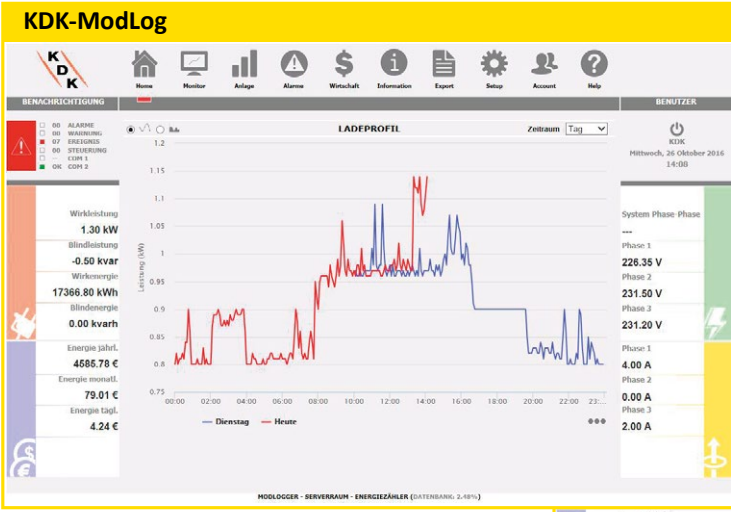 KDK-ModLog
K
D
K
Home Monitor Anlage Alarme Wirtschaft Information Export Setup Account Help
BENACHRICHTIGUNG
BENUTZER
00 ALARME
00 WARNUNG
07 EREIGNIS
00 STEUERUNG
-- COM 1
OK COM 2
LADEPROFIL
Zeitraum Tag
KDK
Mittwoch, 26 Oktober 2016
14:08
Wirkleistung
1.30 kW
Blindleistung
-0.50 kvar
Wirkenergie
17366.80 kWh
Blindenergie
0.00 kvarh
Energie jährl.
4585.78 €
Energie monatl.
79.01 €
Energie tägl.
4.24 €
Leistung (kW)
1.2
1.15
1.1
1.05
1
0.95
0.9
0.85
0.8
0.75
00:00 02:00 04:00 06:00 08:00 10:00 12:00 14:00 16:00 18:00 20:00 22:00 23:...
Dienstag Heute
System Phase-Phase
---
Phase 1
226.35 V
Phase 2
231.50 V
Phase 3
231.20 V
Phase 1
4.00 A
Phase 2
0.00 A
Phase 3
2.00 A
MODLOGGER - SERVERRAUM - ENERGIEZÄHLER (DATENBANK: 2.48%)